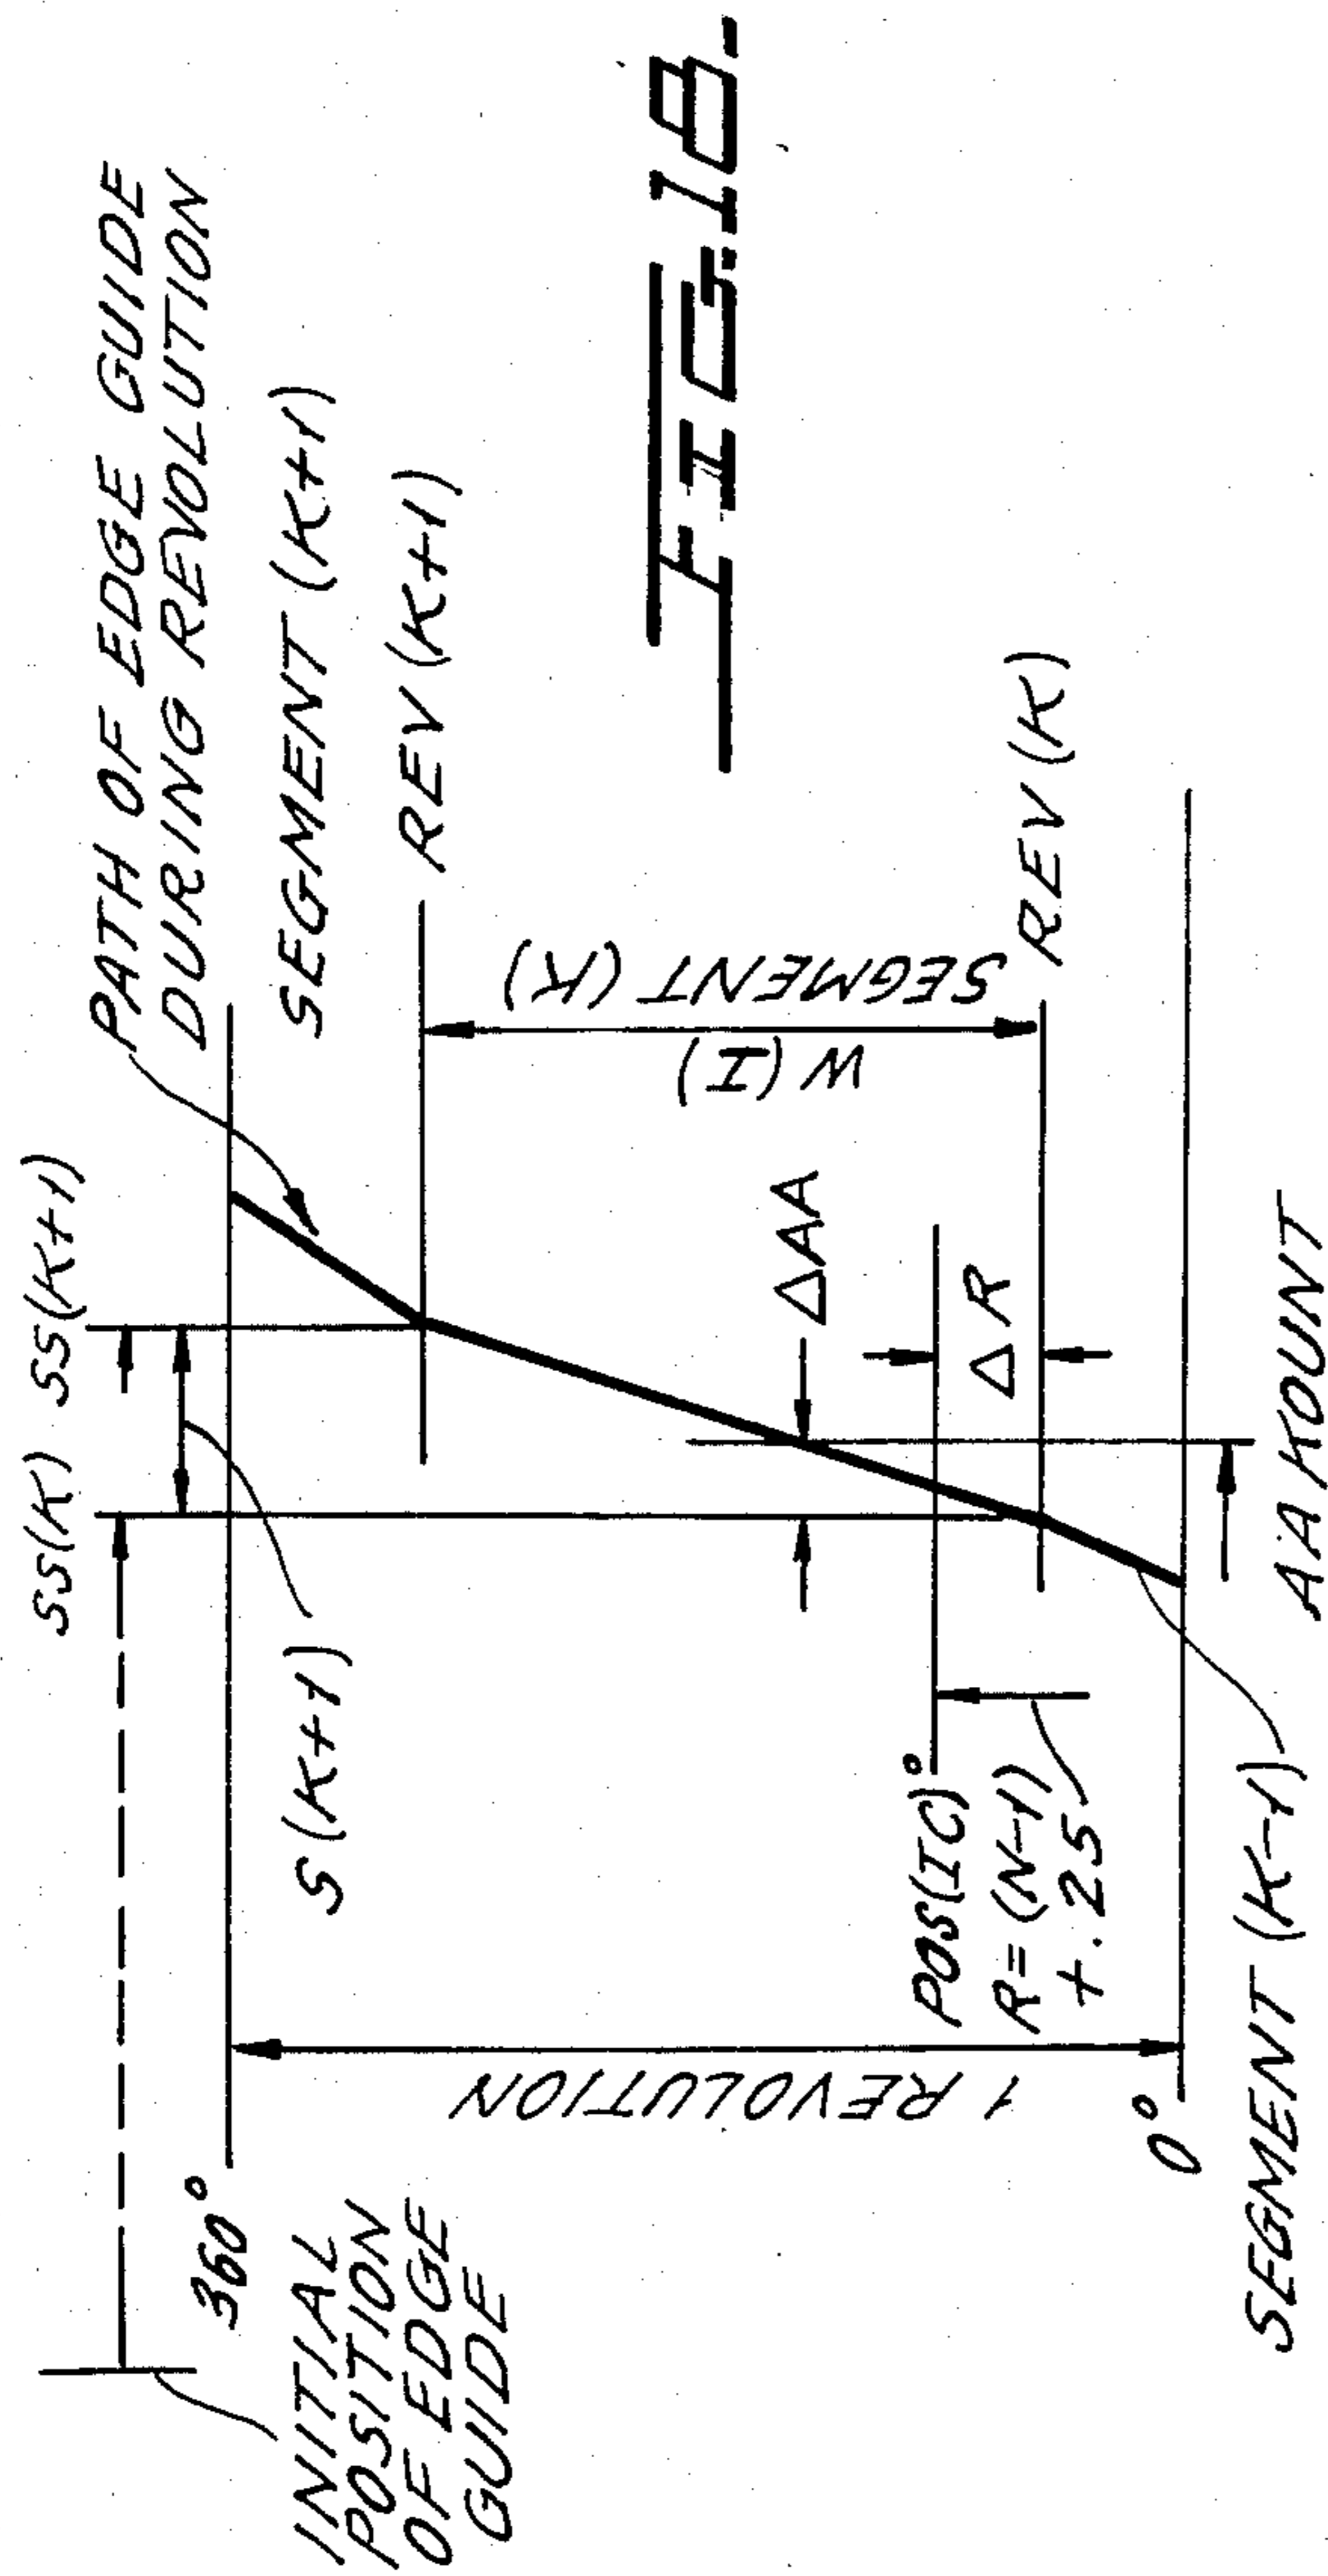 SS(K) SS(K+1)
PATH OF EDGE GUIDE
DURING REVOLUTION
360°
SEGMENT (K+1)
S(K+1)
REV (K+1)
INITIAL
POSITION
OF EDGE
GUIDE
1 REVOLUTION
W(I)
SEGMENT (K)
ΔAA
POS(IC)°
R=(N-1)
+.25
ΔR
REV (K)
0°
SEGMENT (K-1)
AA KOUNT
FIG.18.